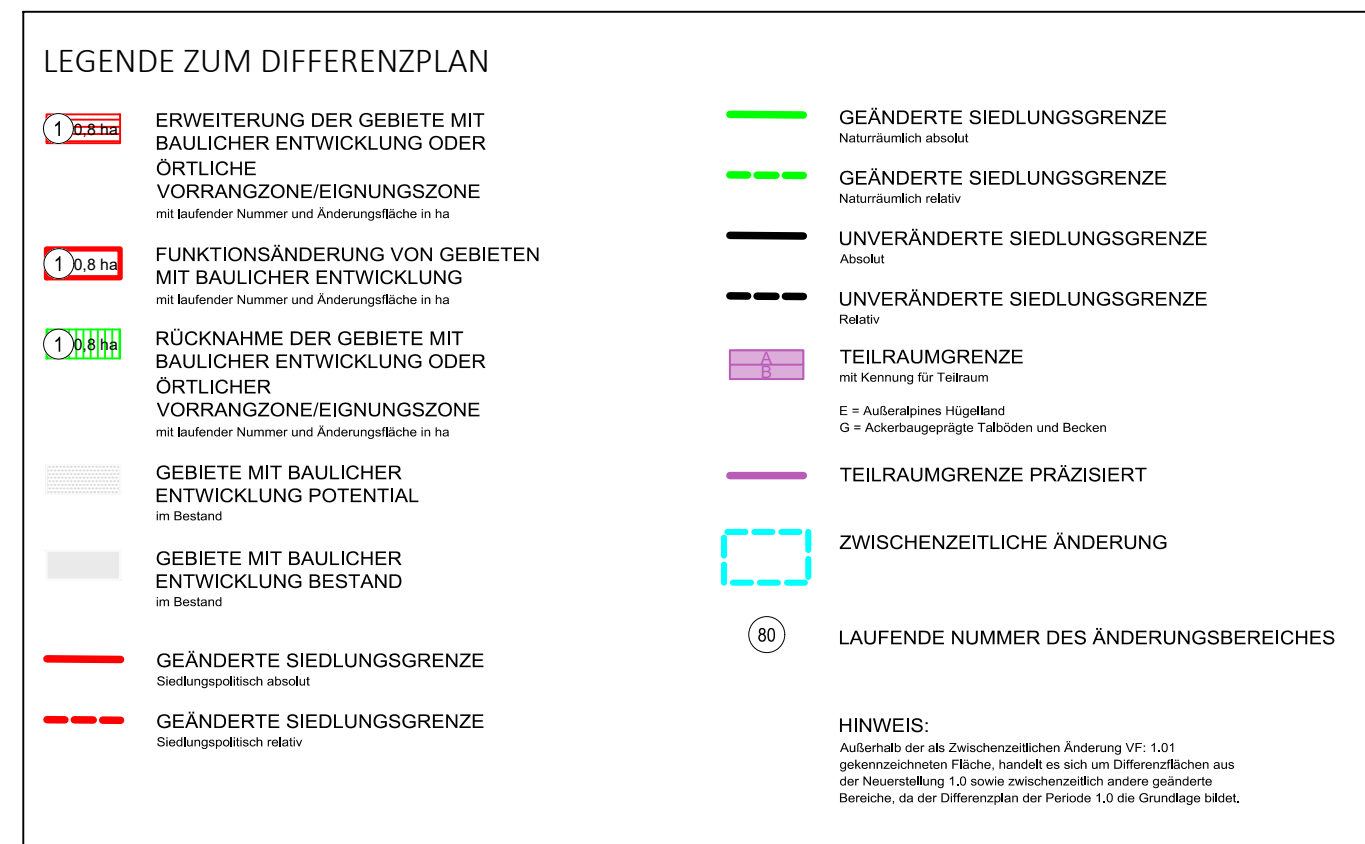 LEGENDE ZUM DIFFERENZPLAN
1 0,8 ha
ERWEITERUNG DER GEBIETE MIT
BAULICHER ENTWICKLUNG ODER
ÖRTLICHE
VORRANGZONE/EIGNUNGSZONE
mit laufender Nummer und Änderungsfläche in ha
1 0,8 ha
FUNKTIONSÄNDERUNG VON GEBIETEN
MIT BAULICHER ENTWICKLUNG
mit laufender Nummer und Änderungsfläche in ha
1 0,8 ha
RÜCKNAHME DER GEBIETE MIT
BAULICHER ENTWICKLUNG ODER
ÖRTLICHER
VORRANGZONE/EIGNUNGSZONE
mit laufender Nummer und Änderungsfläche in ha
GEBIETE MIT BAULICHER
ENTWICKLUNG POTENTIAL
im Bestand
GEBIETE MIT BAULICHER
ENTWICKLUNG BESTAND
im Bestand
GEÄNDERTE SIEDLUNGSGRENZE
Siedlungspolitisch absolut
GEÄNDERTE SIEDLUNGSGRENZE
Siedlungspolitisch relativ
GEÄNDERTE SIEDLUNGSGRENZE
Naturräumlich absolut
GEÄNDERTE SIEDLUNGSGRENZE
Naturräumlich relativ
UNVERÄNDERTE SIEDLUNGSGRENZE
Absolut
UNVERÄNDERTE SIEDLUNGSGRENZE
Relativ
A
B
TEILRAUMGRENZE
mit Kennung für Teilraum
E = Außeralpines Hügelland
G = Ackerbaugeprägte Talböden und Becken
TEILRAUMGRENZE PRÄZISIERT
ZWISCHENZEITLICHE ÄNDERUNG
80
LAUFENDE NUMMER DES ÄNDERUNGSBEREICHES
HINWEIS:
Außerhalb der als Zwischenzeitlichen Änderung VF: 1.01
gekennzeichneten Fläche, handelt es sich um Differenzflächen aus
der Neuerstellung 1.0 sowie zwischenzeitlich andere geänderte
Bereiche, da der Differenzplan der Periode 1.0 die Grundlage bildet.